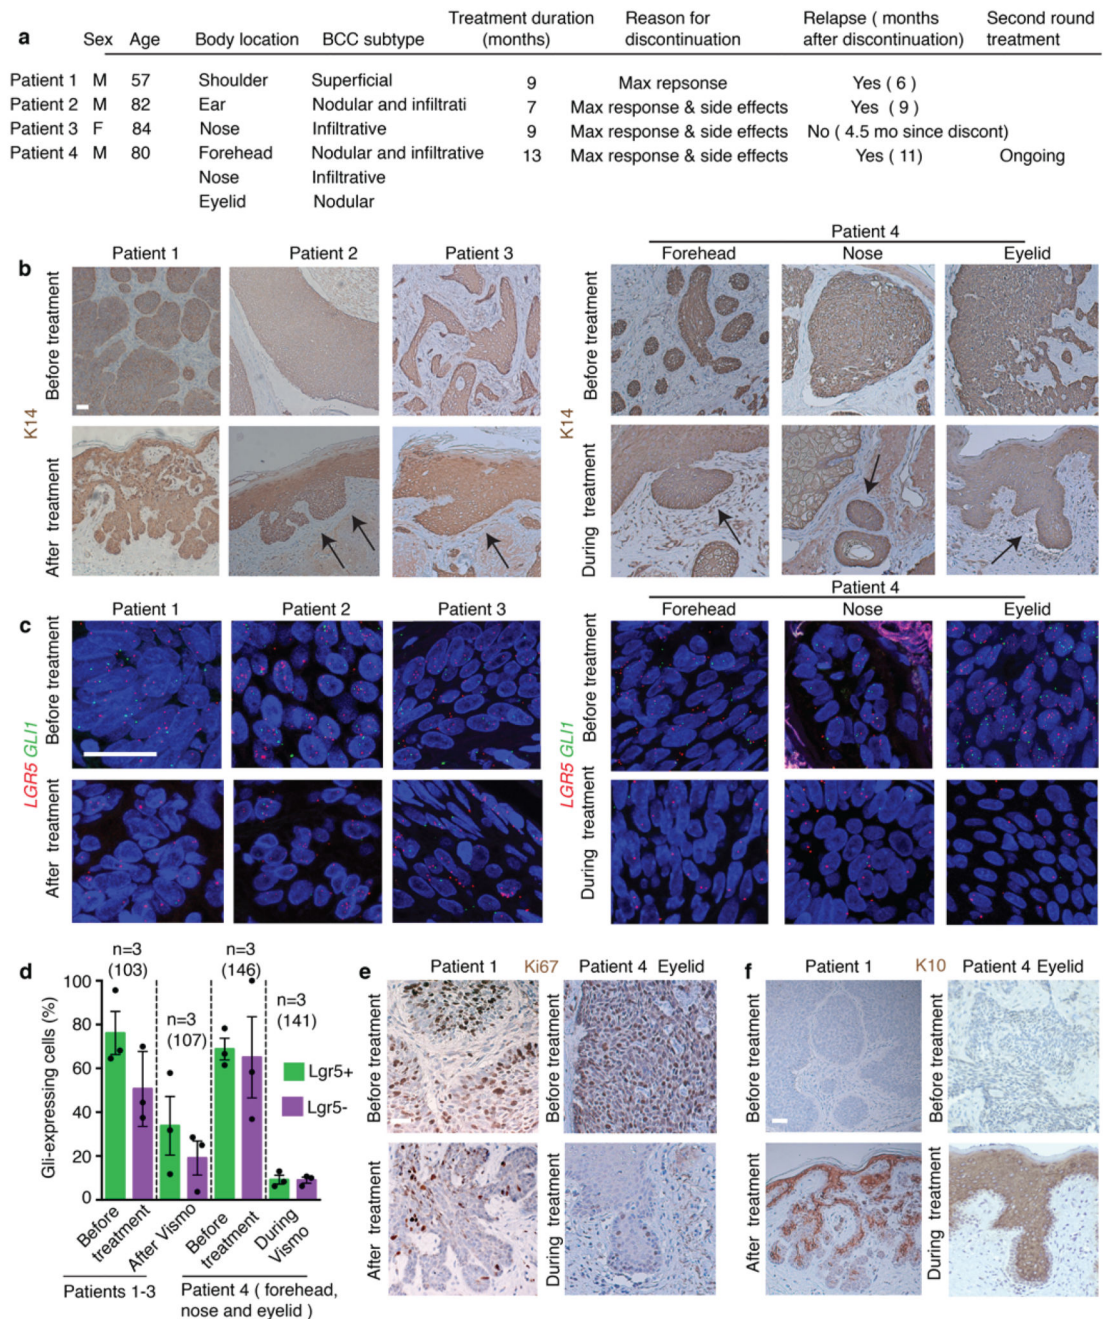 a
Sex Age Body location BCC subtype Treatment duration (months) Reason for discontinuation Relapse ( months after discontinuation) Second round treatment
Patient 1 M 57 Shoulder Superficial 9 Max repsonse Yes ( 6 )
Patient 2 M 82 Ear Nodular and infiltrati 7 Max response & side effects Yes ( 9 )
Patient 3 F 84 Nose Infiltrative 9 Max response & side effects No ( 4.5 mo since discont)
Patient 4 M 80 Forehead Nodular and infiltrative 13 Max response & side effects Yes ( 11) Ongoing
Nose Infiltrative
Eyelid Nodular
b
Patient 1 Patient 2 Patient 3
Patient 4
Forehead Nose Eyelid
K14
Before treatment
After treatment
K14
Before treatment
During treatment
c
Patient 1 Patient 2 Patient 3
Patient 4
Forehead Nose Eyelid
LGR5 GLI1
Before treatment
After treatment
LGR5 GLI1
Before treatment
During treatment
d
n=3 (103)
n=3 (107)
n=3 (146)
n=3 (141)
Gli-expressing cells (%)
100
80
60
40
20
0
Lgr5+
Lgr5-
Before treatment
After Vismo
Before treatment
During Vismo
Patients 1-3
Patient 4 ( forehead, nose and eyelid )
e
Patient 1 Ki67 Patient 4 Eyelid
Before treatment
After treatment
Before treatment
During treatment
f
Patient 1 K10 Patient 4 Eyelid
Before treatment
After treatment
Before treatment
During treatment